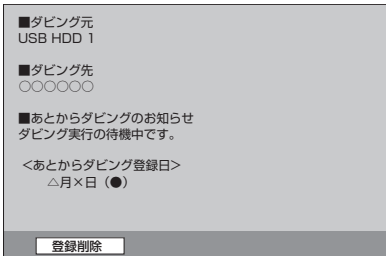 ■ダビング元
USB HDD 1
■ダビング先
○○○○○○
■あとからダビングのお知らせ
ダビング実行の待機中です。
＜あとからダビング登録日＞
△月×日（●）
登録削除